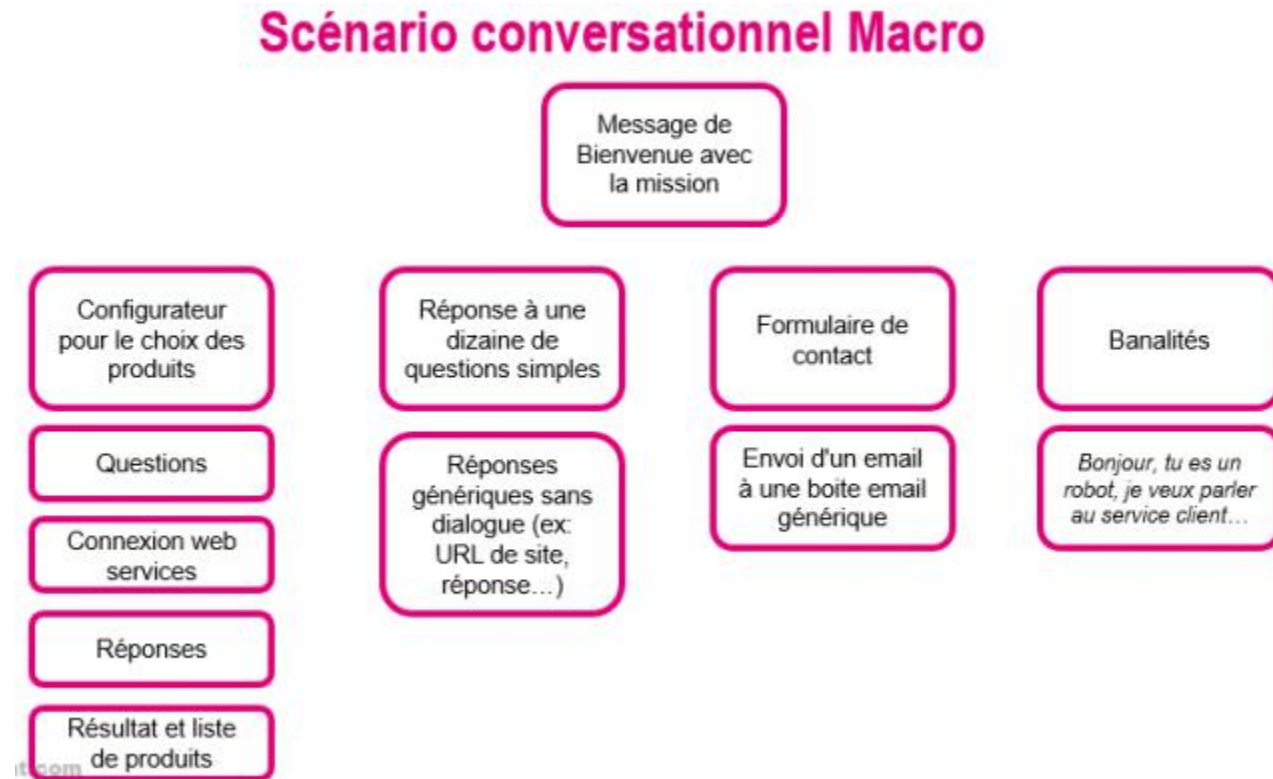 Scénario conversationnel Macro
Message de
Bienvenue avec
la mission
Configurateur
pour le choix des
produits
Réponse à une
dizaine de
questions simples
Formulaire de
contact
Banalités
Questions
Réponses
génériques sans
dialogue (ex:
URL de site,
réponse…)
Envoi d'un email
à une boite email
générique
Bonjour, tu es un
robot, je veux parler
au service client…
Connexion web
services
Réponses
Résultat et liste
de produits